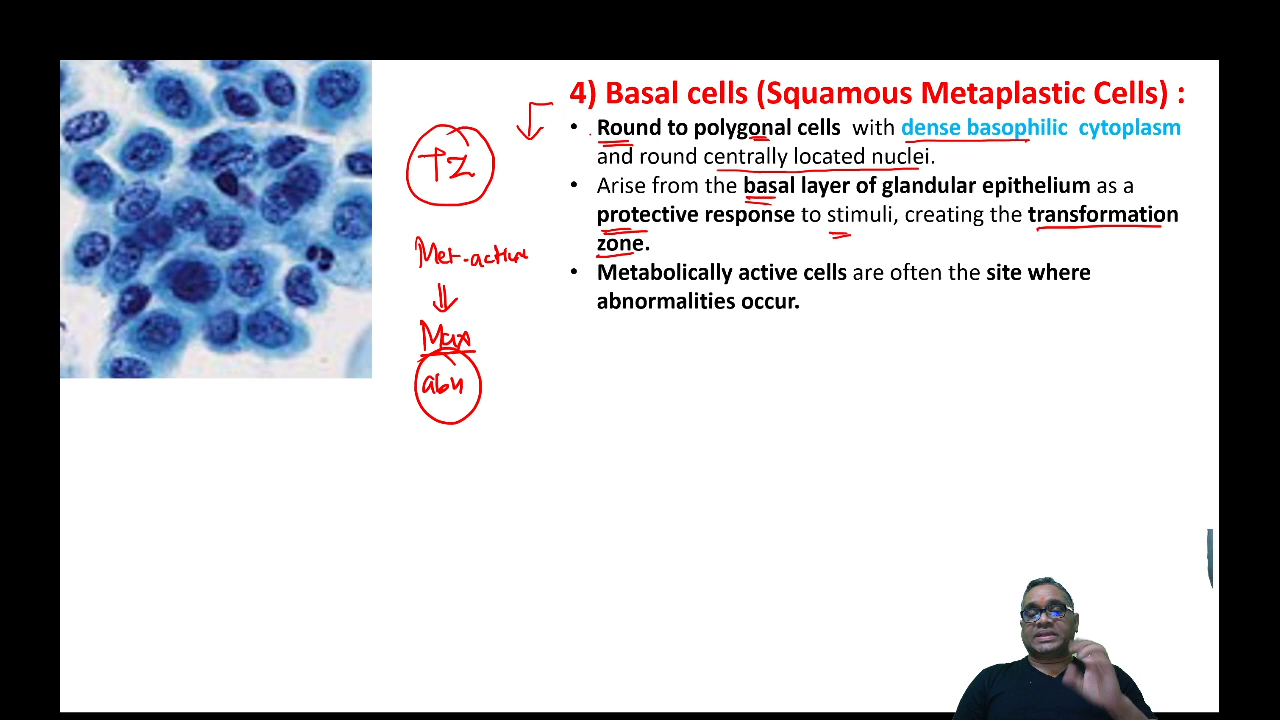 4) Basal cells (Squamous Metaplastic Cells) :
• Round to polygonal cells with dense basophilic cytoplasm
and round centrally located nuclei.
• Arise from the basal layer of glandular epithelium as a
protective response to stimuli, creating the transformation
zone.
• Metabolically active cells are often the site where
abnormalities occur.
TZ
Met-active
Max
abn